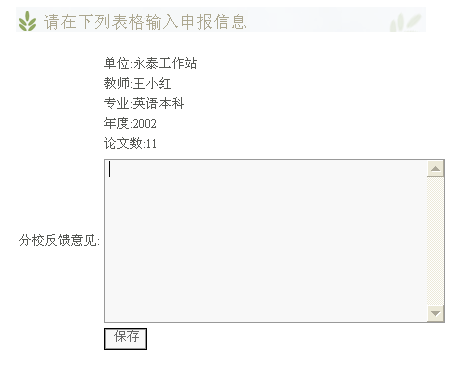 请在下列表格输入申报信息
单位:永泰工作站
教师:王小红
专业:英语本科
年度:2002
论文数:11
分校反馈意见:
保存